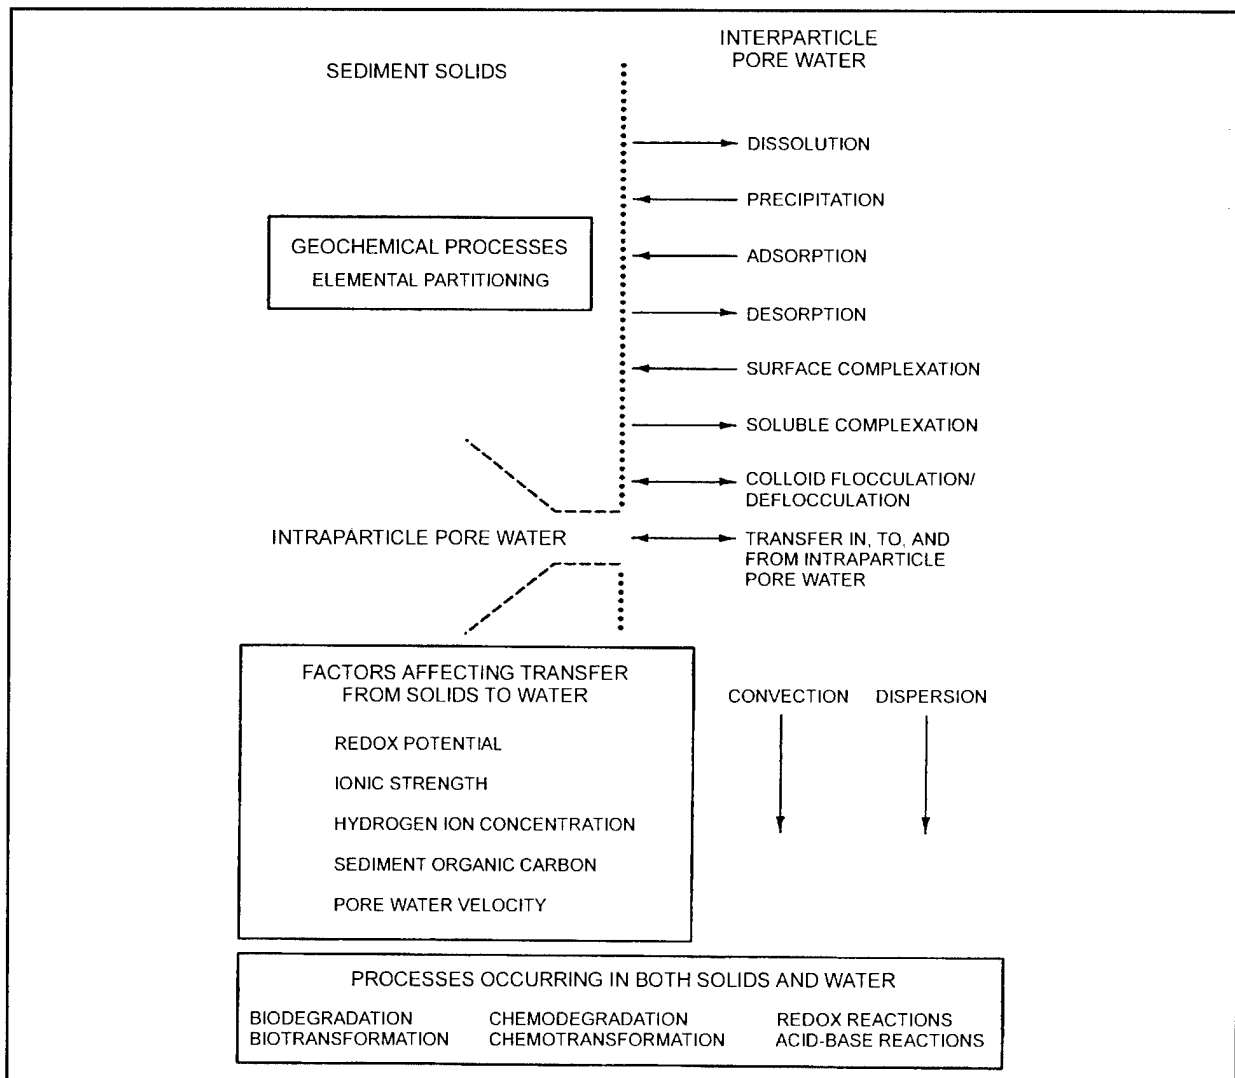 SEDIMENT SOLIDS
INTERPARTICLE
PORE WATER
DISSOLUTION
PRECIPITATION
GEOCHEMICAL PROCESSES
ELEMENTAL PARTITIONING
ADSORPTION
DESORPTION
SURFACE COMPLEXATION
SOLUBLE COMPLEXATION
COLLOID FLOCCULATION/
DEFLOCCULATION
INTRAPARTICLE PORE WATER
TRANSFER IN, TO, AND
FROM INTRAPARTICLE
PORE WATER
FACTORS AFFECTING TRANSFER
FROM SOLIDS TO WATER
REDOX POTENTIAL
IONIC STRENGTH
HYDROGEN ION CONCENTRATION
SEDIMENT ORGANIC CARBON
PORE WATER VELOCITY
CONVECTION
DISPERSION
PROCESSES OCCURRING IN BOTH SOLIDS AND WATER
BIODEGRADATION
BIOTRANSFORMATION
CHEMODEGRADATION
CHEMOTRANSFORMATION
REDOX REACTIONS
ACID-BASE REACTIONS